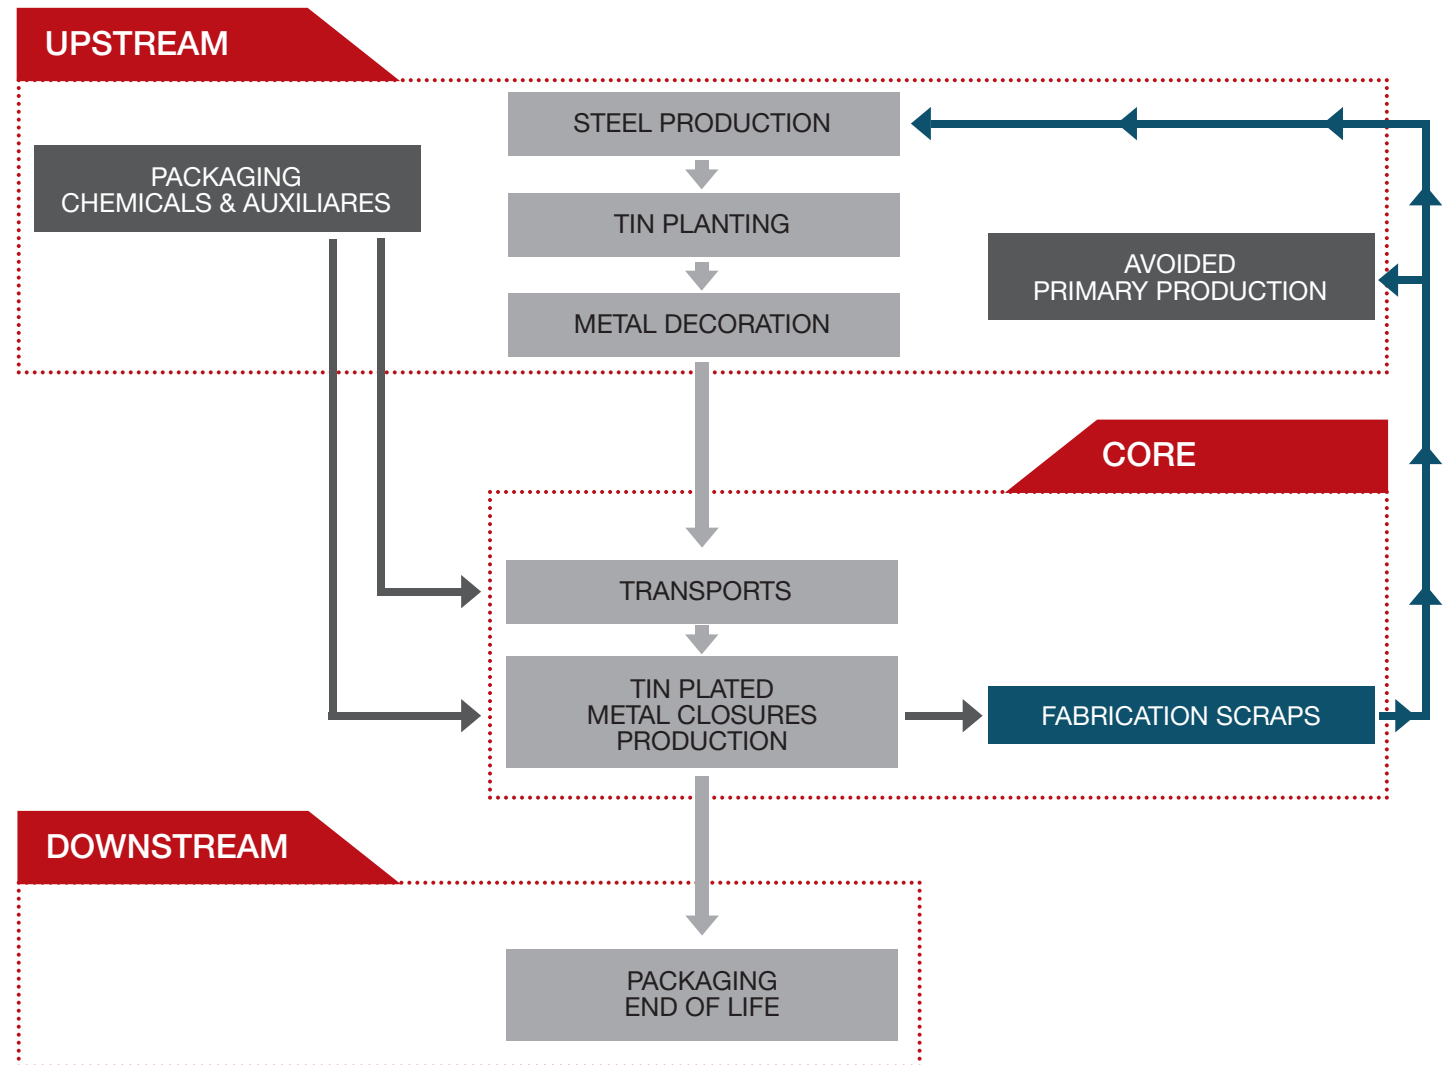 UPSTREAM
STEEL PRODUCTION
PACKAGING
CHEMICALS & AUXILIARES
TIN PLANTING
AVOIDED
PRIMARY PRODUCTION
METAL DECORATION
CORE
TRANSPORTS
TIN PLATED
METAL CLOSURES
PRODUCTION
FABRICATION SCRAPS
DOWNSTREAM
PACKAGING
END OF LIFE